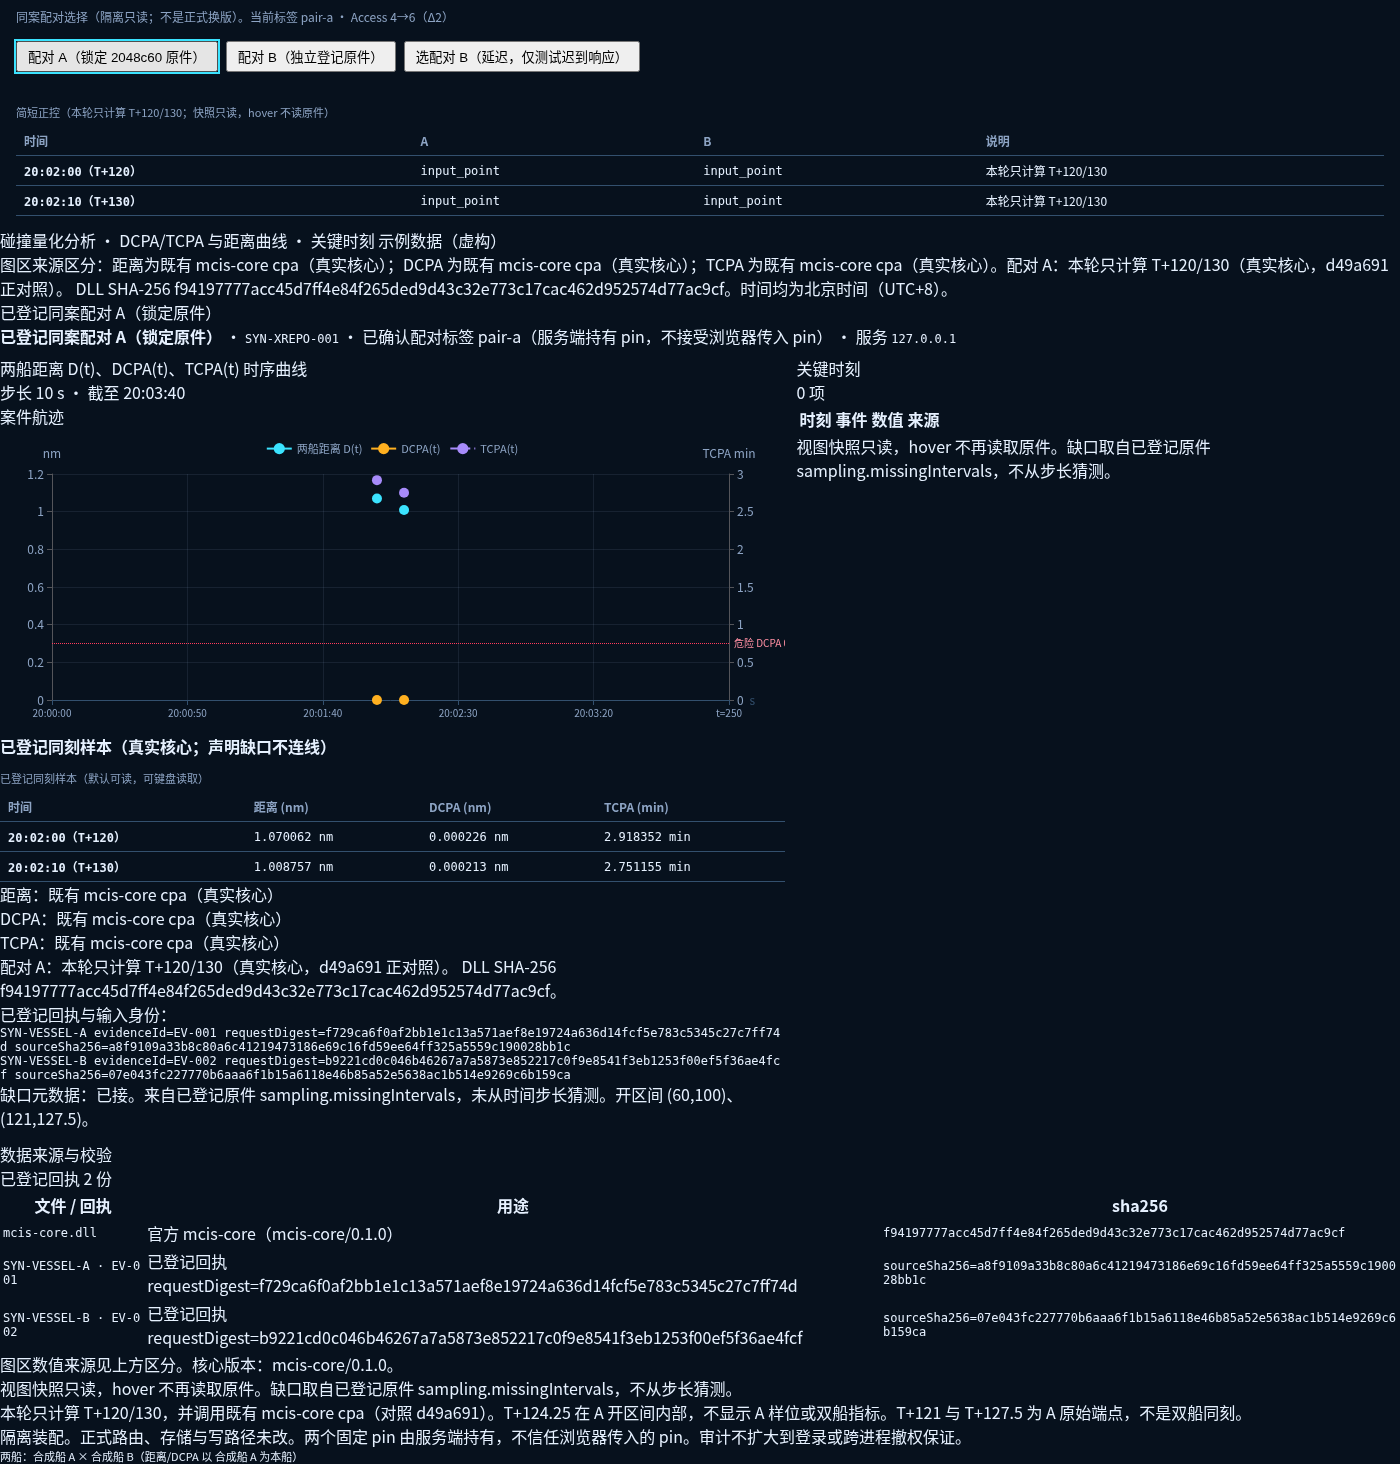 同案配对选择（隔离只读；不是正式换版）。当前标签 pair-a · Access 4→6（Δ2）
配对 A（锁定 2048c60 原件） 配对 B（独立登记原件） 选配对 B（延迟，仅测试迟到响应）
简短正控（本轮只计算 T+120/130；快照只读，hover 不读原件）
时间 A B 说明
20:02:00（T+120） input_point input_point 本轮只计算 T+120/130
20:02:10（T+130） input_point input_point 本轮只计算 T+120/130
碰撞量化分析 · DCPA/TCPA 与距离曲线 · 关键时刻 示例数据（虚构）
图区来源区分：距离为既有 mcis-core cpa（真实核心）；DCPA 为既有 mcis-core cpa（真实核心）；TCPA 为既有 mcis-core cpa（真实核心）。配对 A：本轮只计算 T+120/130（真实核心，d49a691
正对照）。 DLL SHA-256 f94197777acc45d7ff4e84f265ded9d43c32e773c17cac462d952574d77ac9cf。时间均为北京时间（UTC+8）。
已登记同案配对 A（锁定原件）
已登记同案配对 A（锁定原件） · SYN-XREPO-001 · 已确认配对标签 pair-a（服务端持有 pin，不接受浏览器传入 pin） · 服务 127.0.0.1
两船距离 D(t)、DCPA(t)、TCPA(t) 时序曲线
步长 10 s · 截至 20:03:40
案件航迹
两船距离 D(t) DCPA(t) TCPA(t)
nm TCPA min
1.2 3
1 2.5
0.8 2
0.6 1.5
0.4 1
危险 DCPA
0.2 0.5
0 0 s
20:00:00 20:00:50 20:01:40 20:02:30 20:03:20 t=250
关键时刻
0 项
时刻 事件 数值 来源
视图快照只读，hover 不再读取原件。缺口取自已登记原件
sampling.missingIntervals，不从步长猜测。
已登记同刻样本（真实核心；声明缺口不连线）
已登记同刻样本（默认可读，可键盘读取）
时间 距离 (nm) DCPA (nm) TCPA (min)
20:02:00（T+120） 1.070062 nm 0.000226 nm 2.918352 min
20:02:10（T+130） 1.008757 nm 0.000213 nm 2.751155 min
距离：既有 mcis-core cpa（真实核心）
DCPA：既有 mcis-core cpa（真实核心）
TCPA：既有 mcis-core cpa（真实核心）
配对 A：本轮只计算 T+120/130（真实核心，d49a691 正对照）。 DLL SHA-256
f94197777acc45d7ff4e84f265ded9d43c32e773c17cac462d952574d77ac9cf。
已登记回执与输入身份：
SYN-VESSEL-A evidenceId=EV-001 requestDigest=f729ca6f0af2bb1e1c13a571aef8e19724a636d14fcf5e783c5345c27c7ff74
d sourceSha256=a8f9109a33b8c80a6c41219473186e69c16fd59ee64ff325a5559c190028bb1c
SYN-VESSEL-B evidenceId=EV-002 requestDigest=b9221cd0c046b46267a7a5873e852217c0f9e8541f3eb1253f00ef5f36ae4fc
f sourceSha256=07e043fc227770b6aaa6f1b15a6118e46b85a52e5638ac1b514e9269c6b159ca
缺口元数据：已接。来自已登记原件 sampling.missingIntervals，未从时间步长猜测。开区间 (60,100)、
(121,127.5)。
数据来源与校验
已登记回执 2 份
文件 / 回执 用途 sha256
mcis-core.dll 官方 mcis-core（mcis-core/0.1.0） f94197777acc45d7ff4e84f265ded9d43c32e773c17cac462d952574d77ac9cf
SYN-VESSEL-A · EV-0
01
已登记回执
requestDigest=f729ca6f0af2bb1e1c13a571aef8e19724a636d14fcf5e783c5345c27c7ff74d
sourceSha256=a8f9109a33b8c80a6c41219473186e69c16fd59ee64ff325a5559c1900
28bb1c
SYN-VESSEL-B · EV-0
02
已登记回执
requestDigest=b9221cd0c046b46267a7a5873e852217c0f9e8541f3eb1253f00ef5f36ae4fcf
sourceSha256=07e043fc227770b6aaa6f1b15a6118e46b85a52e5638ac1b514e9269c6
b159ca
图区数值来源见上方区分。核心版本：mcis-core/0.1.0。
视图快照只读，hover 不再读取原件。缺口取自已登记原件 sampling.missingIntervals，不从步长猜测。
本轮只计算 T+120/130，并调用既有 mcis-core cpa（对照 d49a691）。T+124.25 在 A 开区间内部，不显示 A 样位或双船指标。T+121 与 T+127.5 为 A 原始端点，不是双船同刻。
隔离装配。正式路由、存储与写路径未改。两个固定 pin 由服务端持有，不信任浏览器传入的 pin。审计不扩大到登录或跨进程撤权保证。
两船：合成船 A × 合成船 B（距离/DCPA 以 合成船 A 为本船）